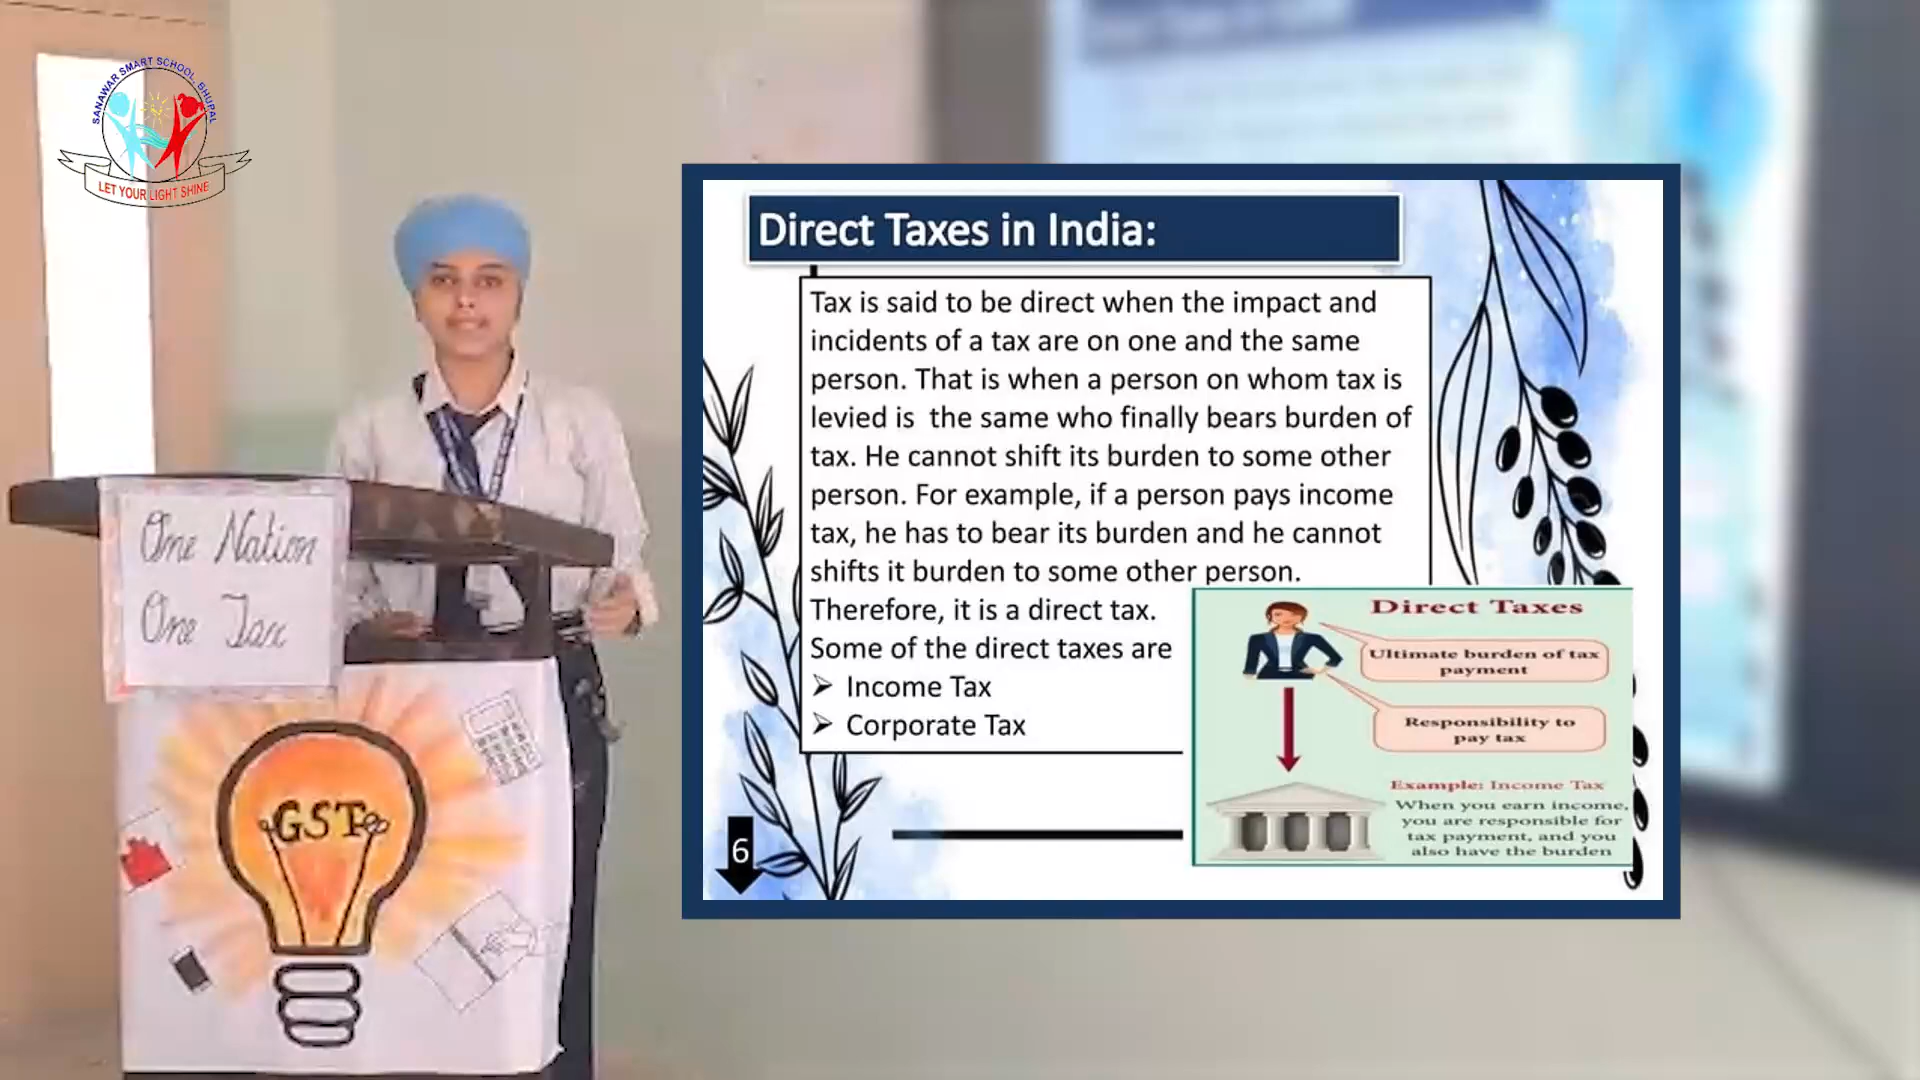 SANAWAR SMART SCHOOL, BHUPAL
LET YOUR LIGHT SHINE
One Nation
One Tax
GST
Direct Taxes in India:
Tax is said to be direct when the impact and
incidents of a tax are on one and the same
person. That is when a person on whom tax is
levied is the same who finally bears burden of
tax. He cannot shift its burden to some other
person. For example, if a person pays income
tax, he has to bear its burden and he cannot
shifts it burden to some other person.
Therefore, it is a direct tax.
Some of the direct taxes are
➢ Income Tax
➢ Corporate Tax
6
Direct Taxes
Ultimate burden of tax
payment
Responsibility to
pay tax
Example: Income Tax
When you earn income,
you are responsible for
tax payment, and you
also have the burden